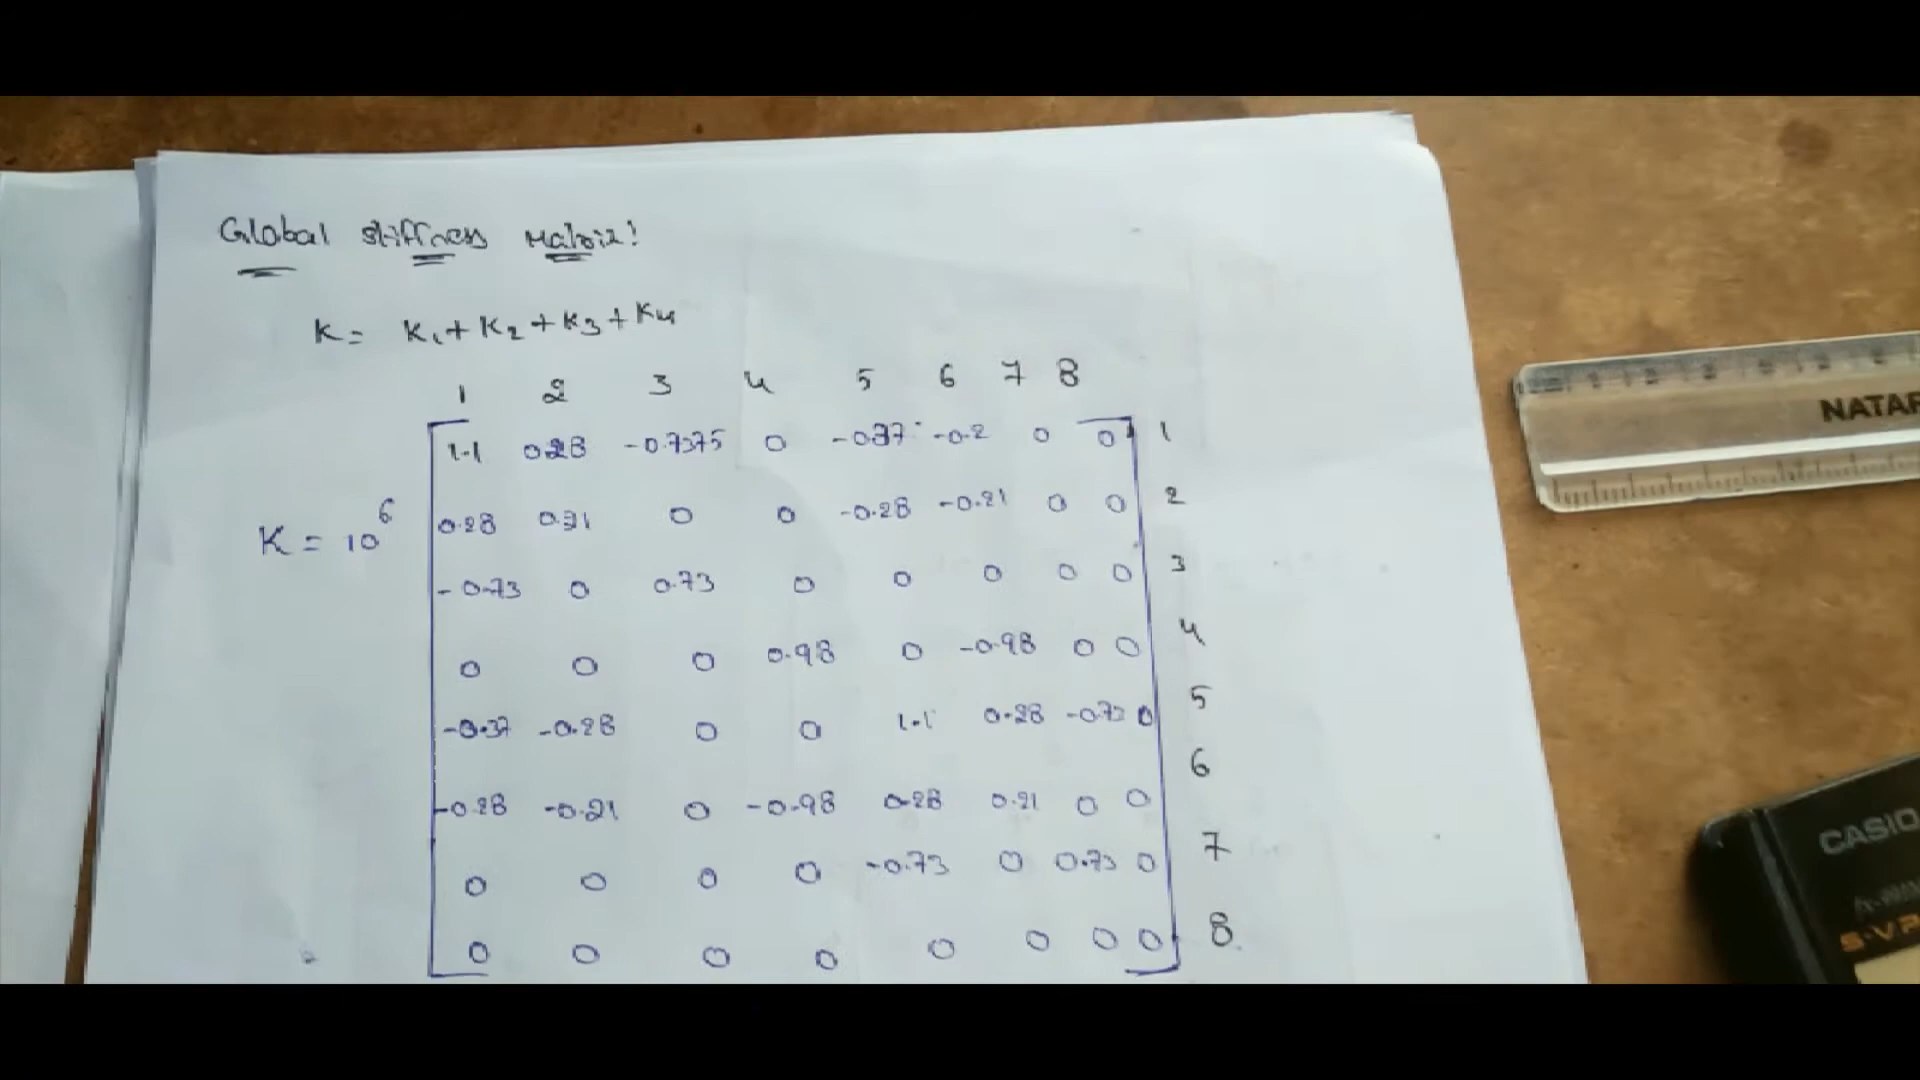 Global stiffness Matrix:
K = K1 + K2 + K3 + K4
1 2 3 4 5 6 7 8
1.1 0.28 -0.7375 0 -0.37 -0.2 0 0 1
0.28 0.21 0 0 -0.28 -0.21 0 0 2
K = 10^6
-0.73 0 0.73 0 0 0 0 0 3
0 0 0 0.98 0 -0.98 0 0 4
-0.37 -0.28 0 0 1.1 0.28 -0.73 0 5
-0.28 -0.21 0 -0.98 0.28 0.21 0 0 6
0 0 0 0 -0.73 0 0.73 0 7
0 0 0 0 0 0 0 0 8
NATAR
CASIO
S-VP